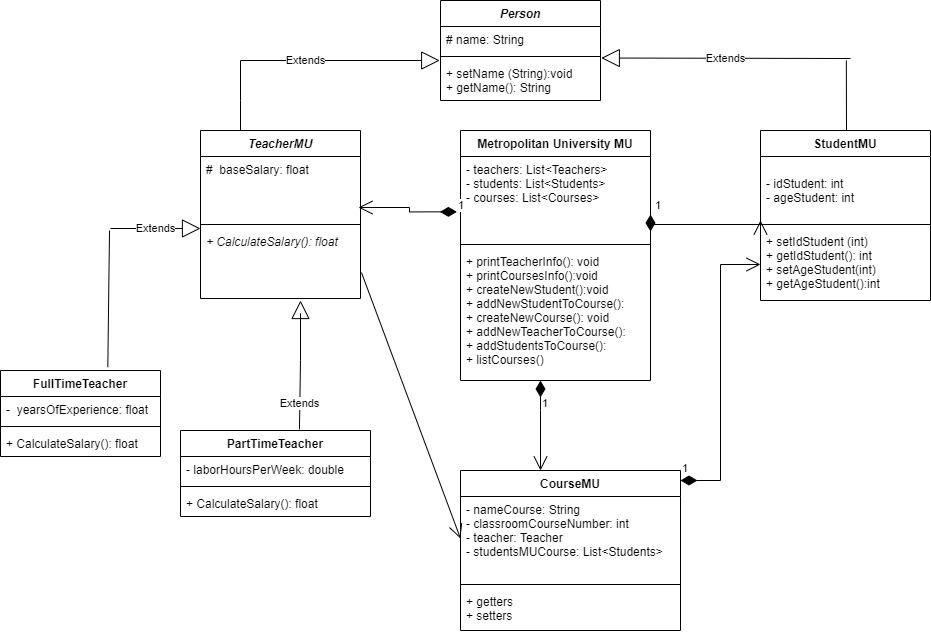 Person
# name: String
+ setName (String):void
+ getName(): String
Extends
Extends
TeacherMU
# baseSalary: float
+ CalculateSalary(): float
Metropolitan University MU
- teachers: List<Teachers>
- students: List<Students>
- courses: List<Courses>
+ printTeacherInfo(): void
+ printCoursesInfo():void
+ createNewStudent():void
+ addNewStudentToCourse():
+ createNewCourse(): void
+ addNewTeacherToCourse():
+ addStudentsToCourse():
+ listCourses()
1
1
1
StudentMU
- idStudent: int
- ageStudent: int
+ setIdStudent (int)
+ getIdStudent(): int
+ setAgeStudent(int)
+ getAgeStudent():int
Extends
FullTimeTeacher
- yearsOfExperience: float
+ CalculateSalary(): float
Extends
PartTimeTeacher
- laborHoursPerWeek: double
+ CalculateSalary(): float
CourseMU
- nameCourse: String
- classroomCourseNumber: int
- teacher: Teacher
- studentsMUCourse: List<Students>
+ getters
+ setters
1